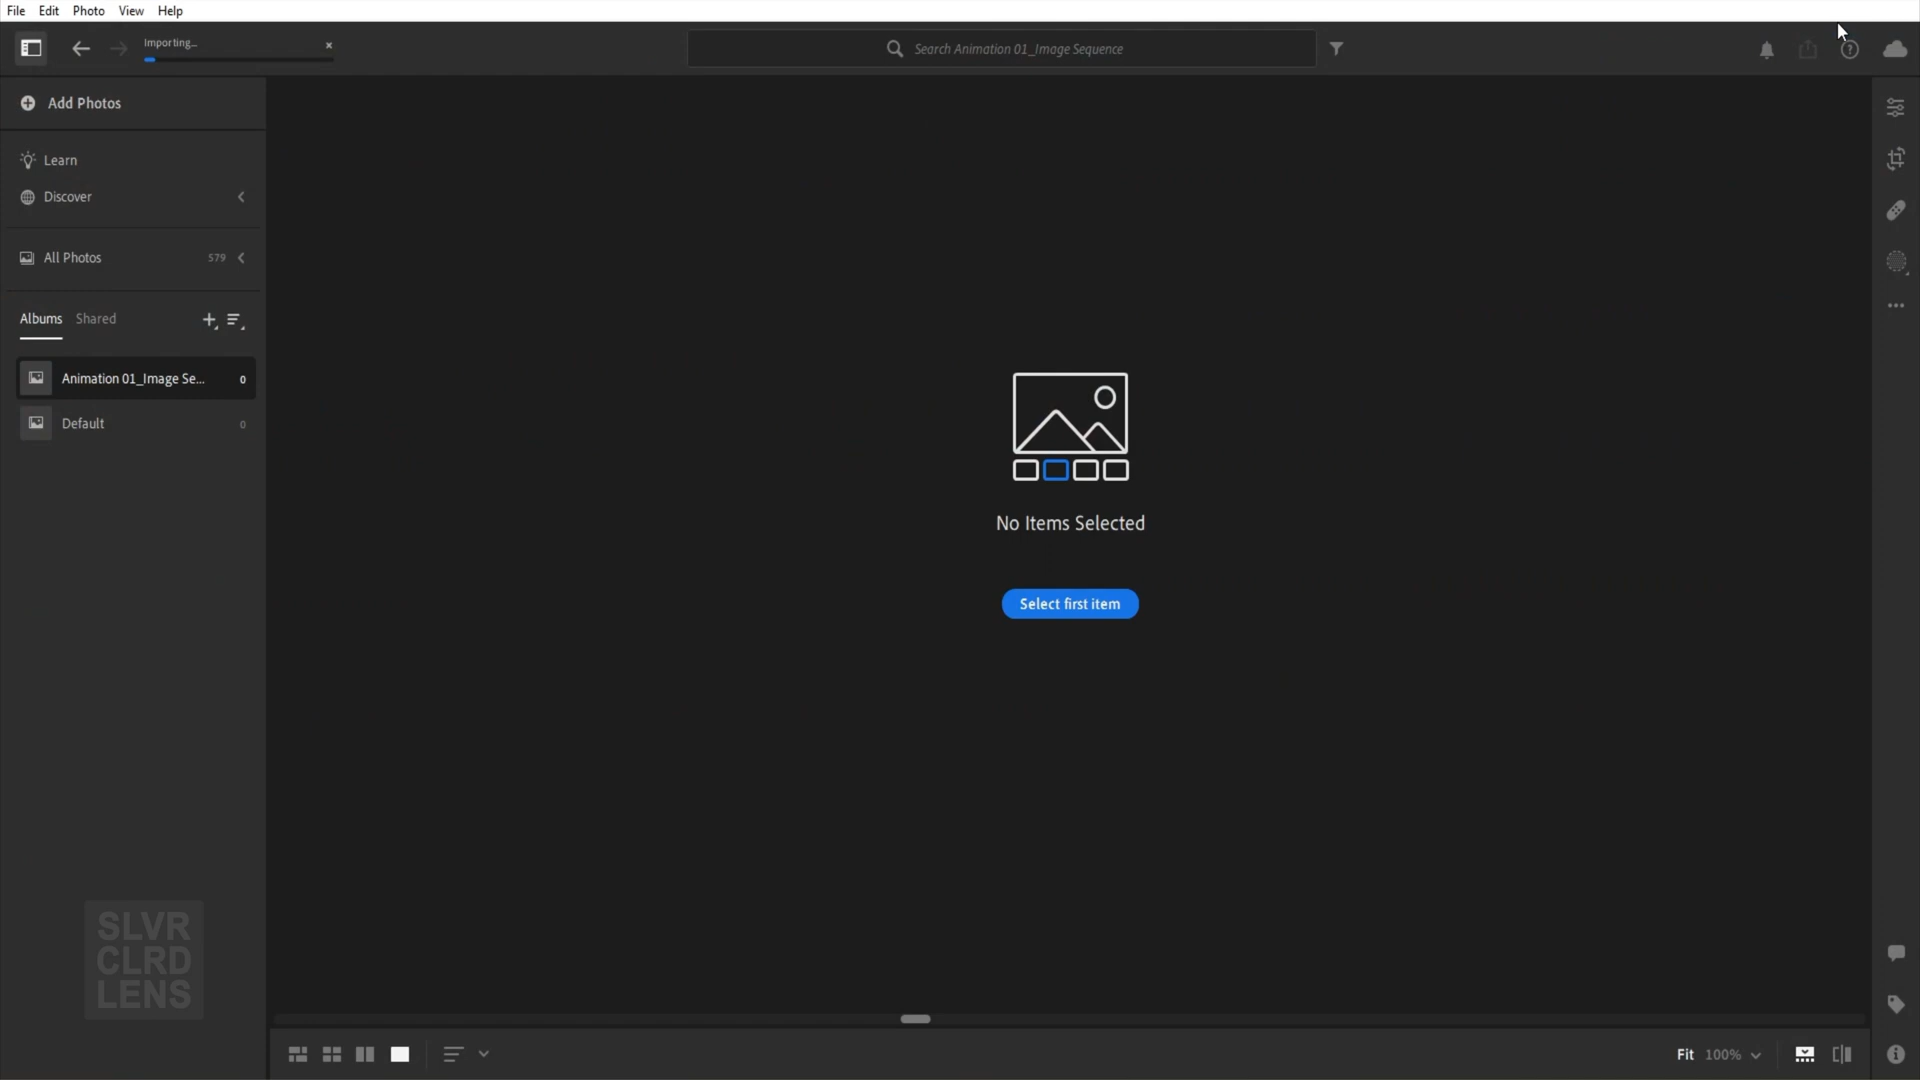 File Edit Photo View Help
Importing...
Search Animation 01_Image Sequence
Add Photos
Learn
Discover
All Photos 579
Albums Shared
Animation 01_Image Se... 0
Default 0
No Items Selected
Select first item
SLVR
CLRD
LENS
Fit 100%